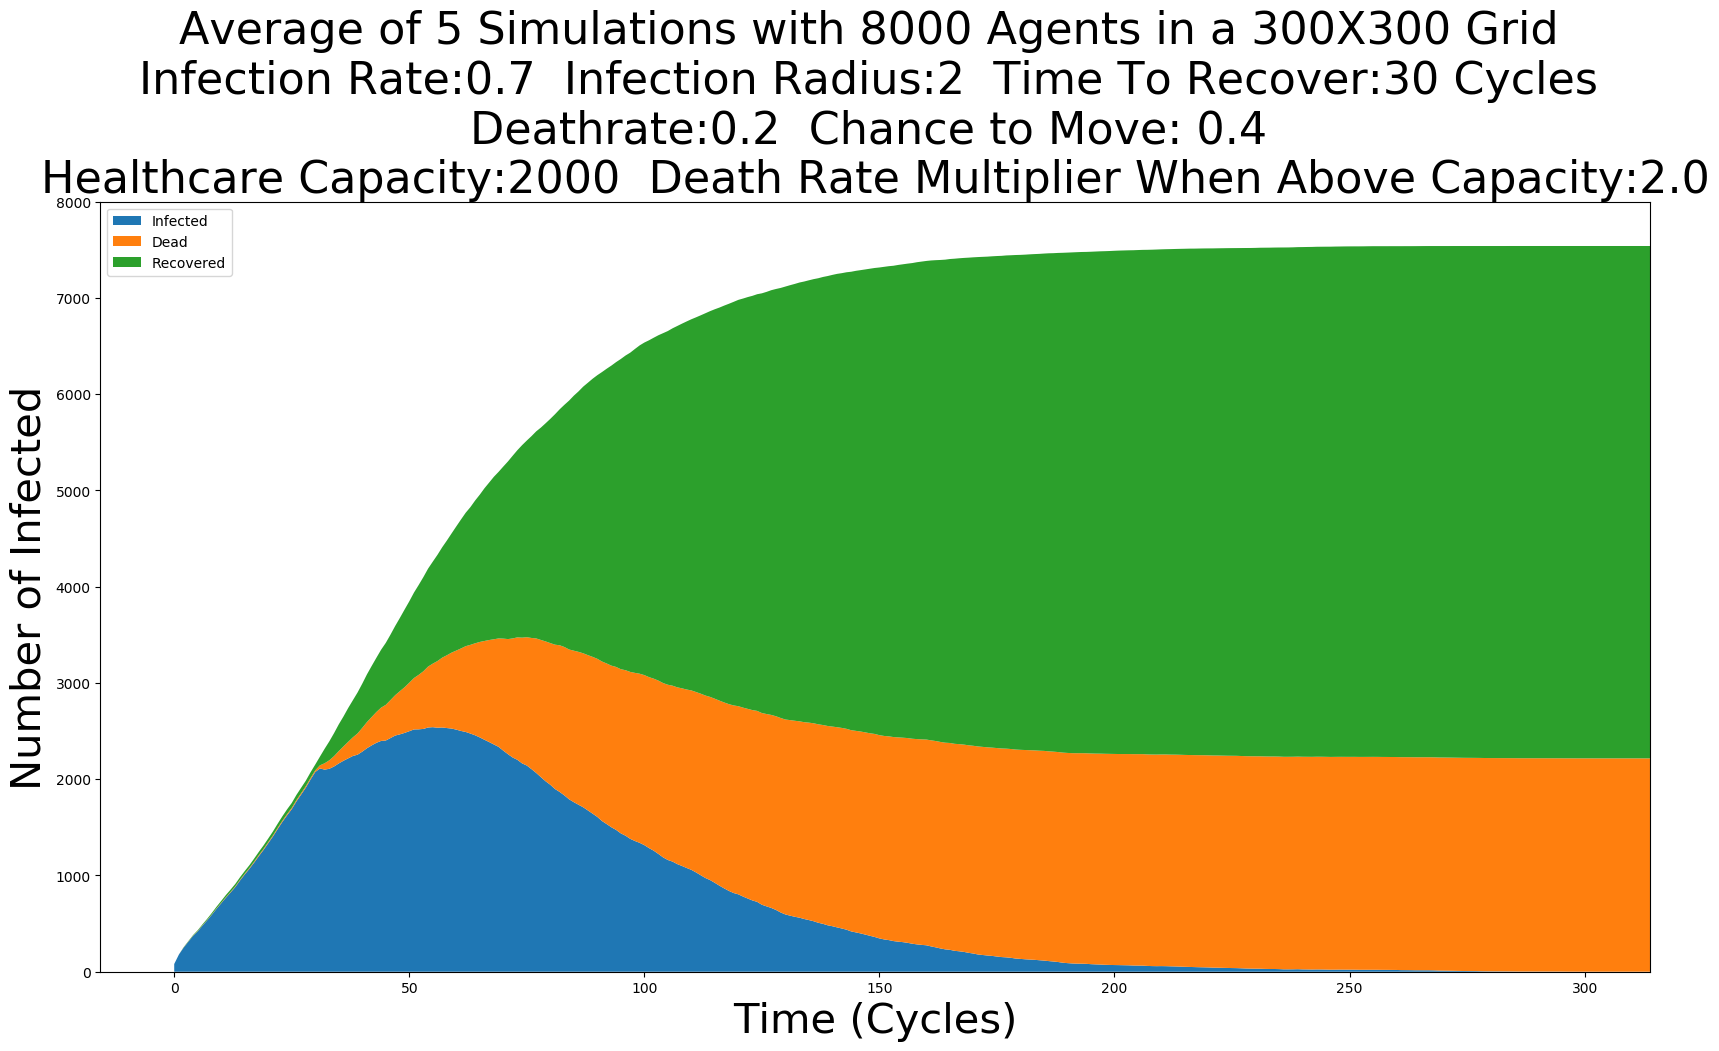 Average of 5 Simulations with 8000 Agents in a 300X300 Grid
Infection Rate:0.7  Infection Radius:2  Time To Recover:30 Cycles
Deathrate:0.2  Chance to Move: 0.4
Healthcare Capacity:2000  Death Rate Multiplier When Above Capacity:2.0
8000
Infected
Dead
Recovered
7000
6000
5000
4000
3000
2000
1000
0
Number of Infected
0 50 100 150 200 250 300
Time (Cycles)